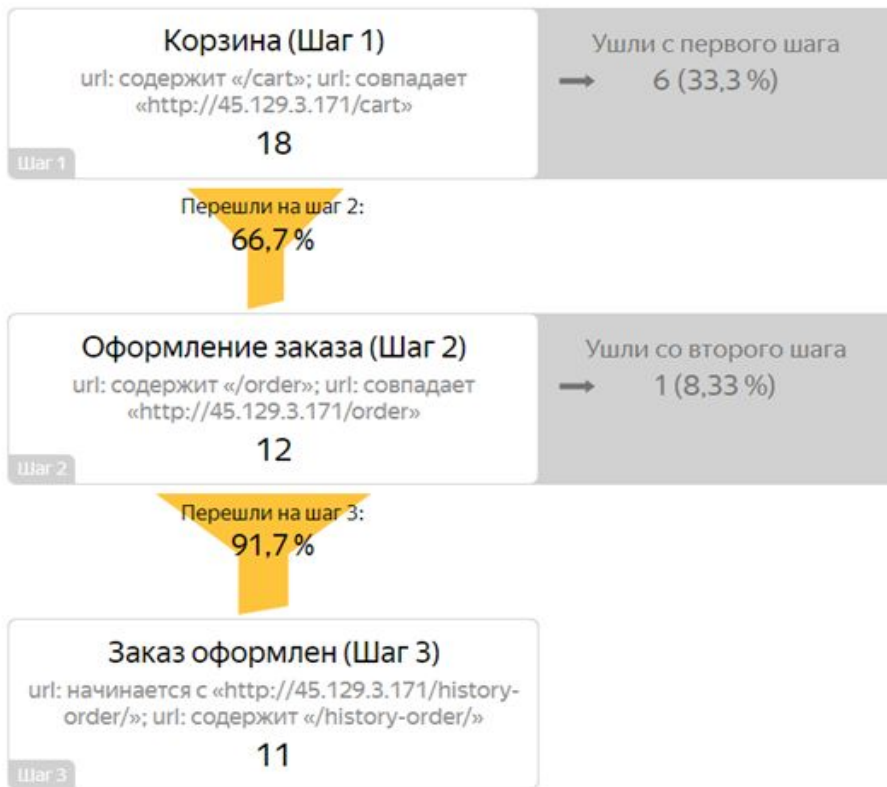 Корзина (Шаг 1)
url: содержит «/cart»; url: совпадает
«http://45.129.3.171/cart»
18
Шаг 1
Ушли с первого шага
6 (33,3 %)
Перешли на шаг 2:
66,7 %
Оформление заказа (Шаг 2)
url: содержит «/order»; url: совпадает
«http://45.129.3.171/order»
12
Шаг 2
Ушли со второго шага
1 (8,33 %)
Перешли на шаг 3:
91,7 %
Заказ оформлен (Шаг 3)
url: начинается с «http://45.129.3.171/history-
order/»; url: содержит «/history-order/»
11
Шаг 3